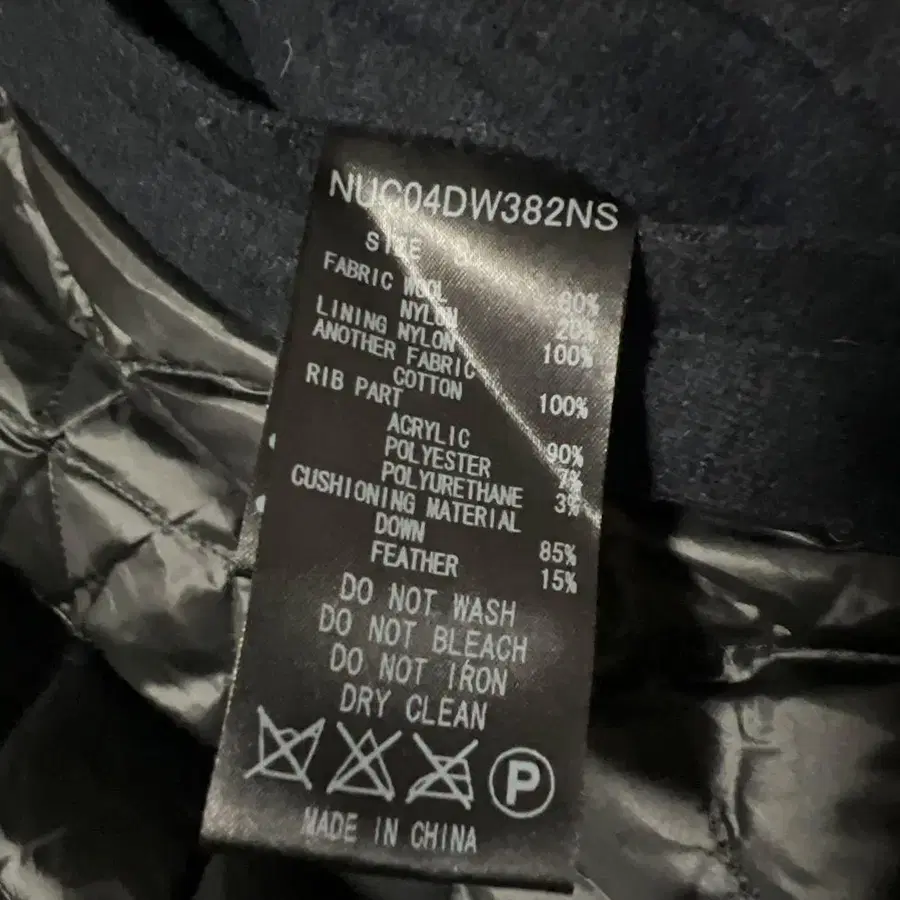 NUC04DW382NS
SIZE
FABRIC WOOL 80%
NYLON 20%
LINING NYLON 100%
ANOTHER FABRIC
COTTON 100%
RIB PART
ACRYLIC 90%
POLYESTER 7%
POLYURETHANE 3%
CUSHIONING MATERIAL
DOWN 85%
FEATHER 15%
DO NOT WASH
DO NOT BLEACH
DO NOT IRON
DRY CLEAN
P
MADE IN CHINA